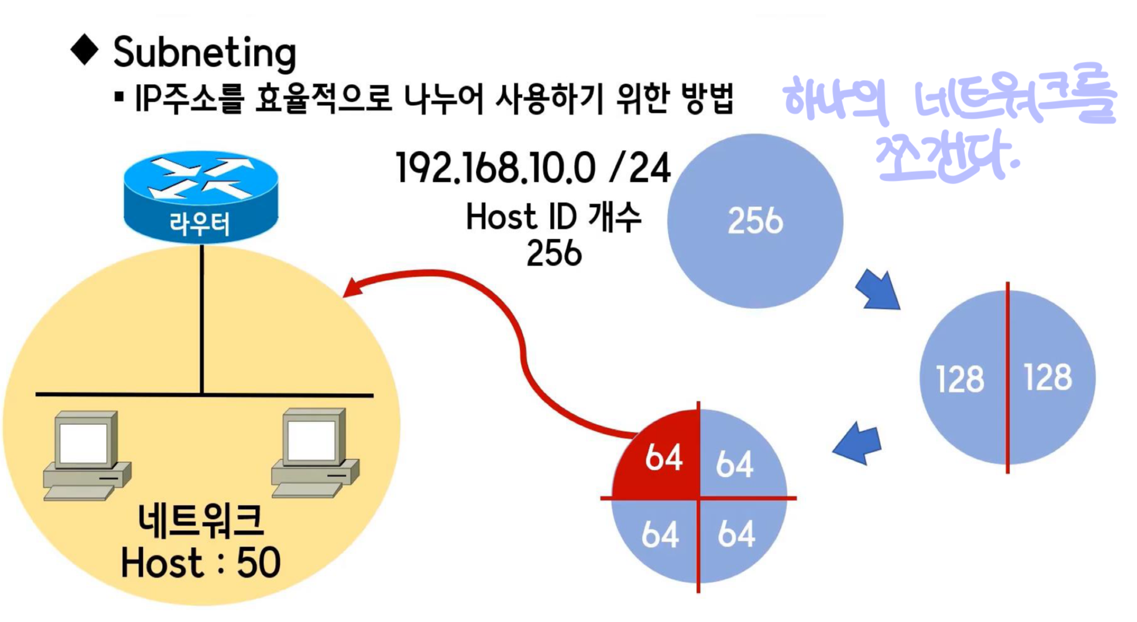 ◆ Subneting
▪ IP주소를 효율적으로 나누어 사용하기 위한 방법
하나의 네트워크를
쪼갠다.
192.168.10.0 /24
Host ID 개수
256
256
라우터
128
128
64
64
64
64
네트워크
Host : 50